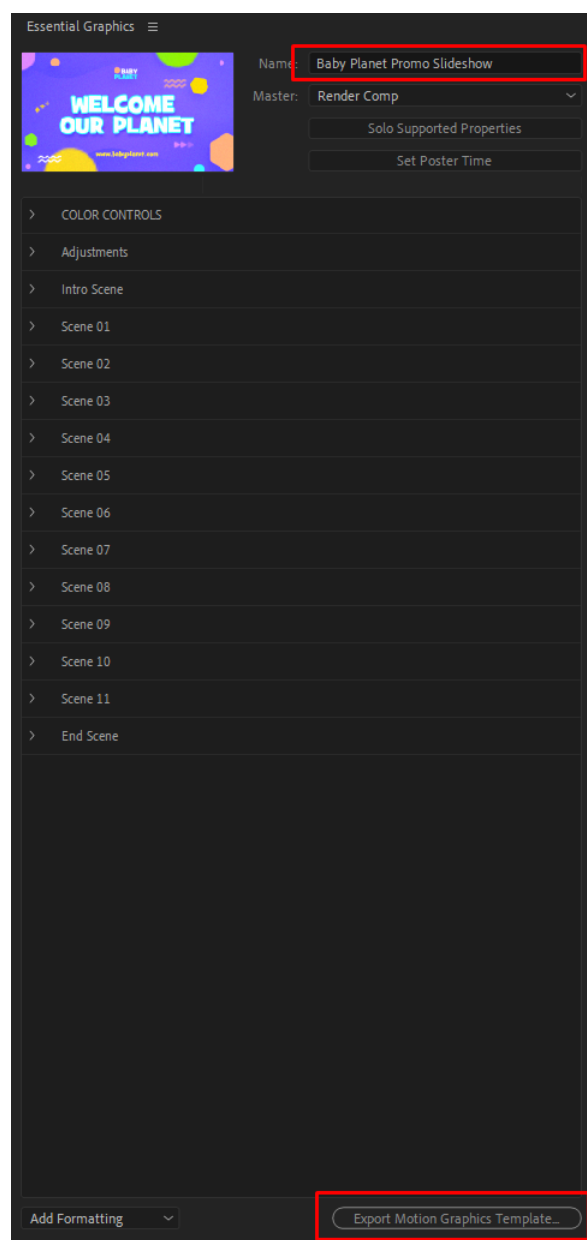 Essential Graphics
BABY
PLANET
WELCOME
OUR PLANET
www.babyplanet.com
Name: Baby Planet Promo Slideshow
Master: Render Comp
Solo Supported Properties
Set Poster Time
COLOR CONTROLS
Adjustments
Intro Scene
Scene 01
Scene 02
Scene 03
Scene 04
Scene 05
Scene 06
Scene 07
Scene 08
Scene 09
Scene 10
Scene 11
End Scene
Add Formatting
Export Motion Graphics Template...